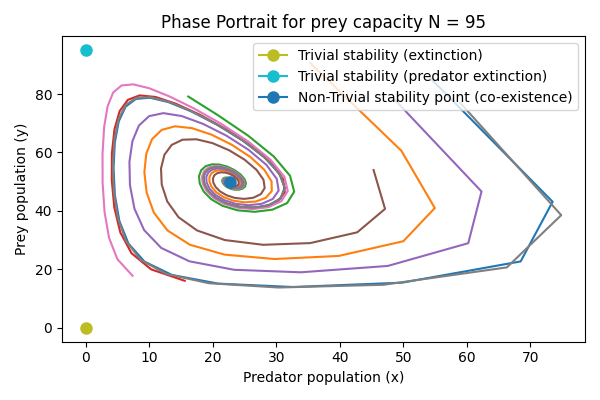 Phase Portrait for prey capacity N = 95
Trivial stability (extinction)
Trivial stability (predator extinction)
Non-Trivial stability point (co-existence)
Prey population (y)
80
60
40
20
0
0 10 20 30 40 50 60 70
Predator population (x)